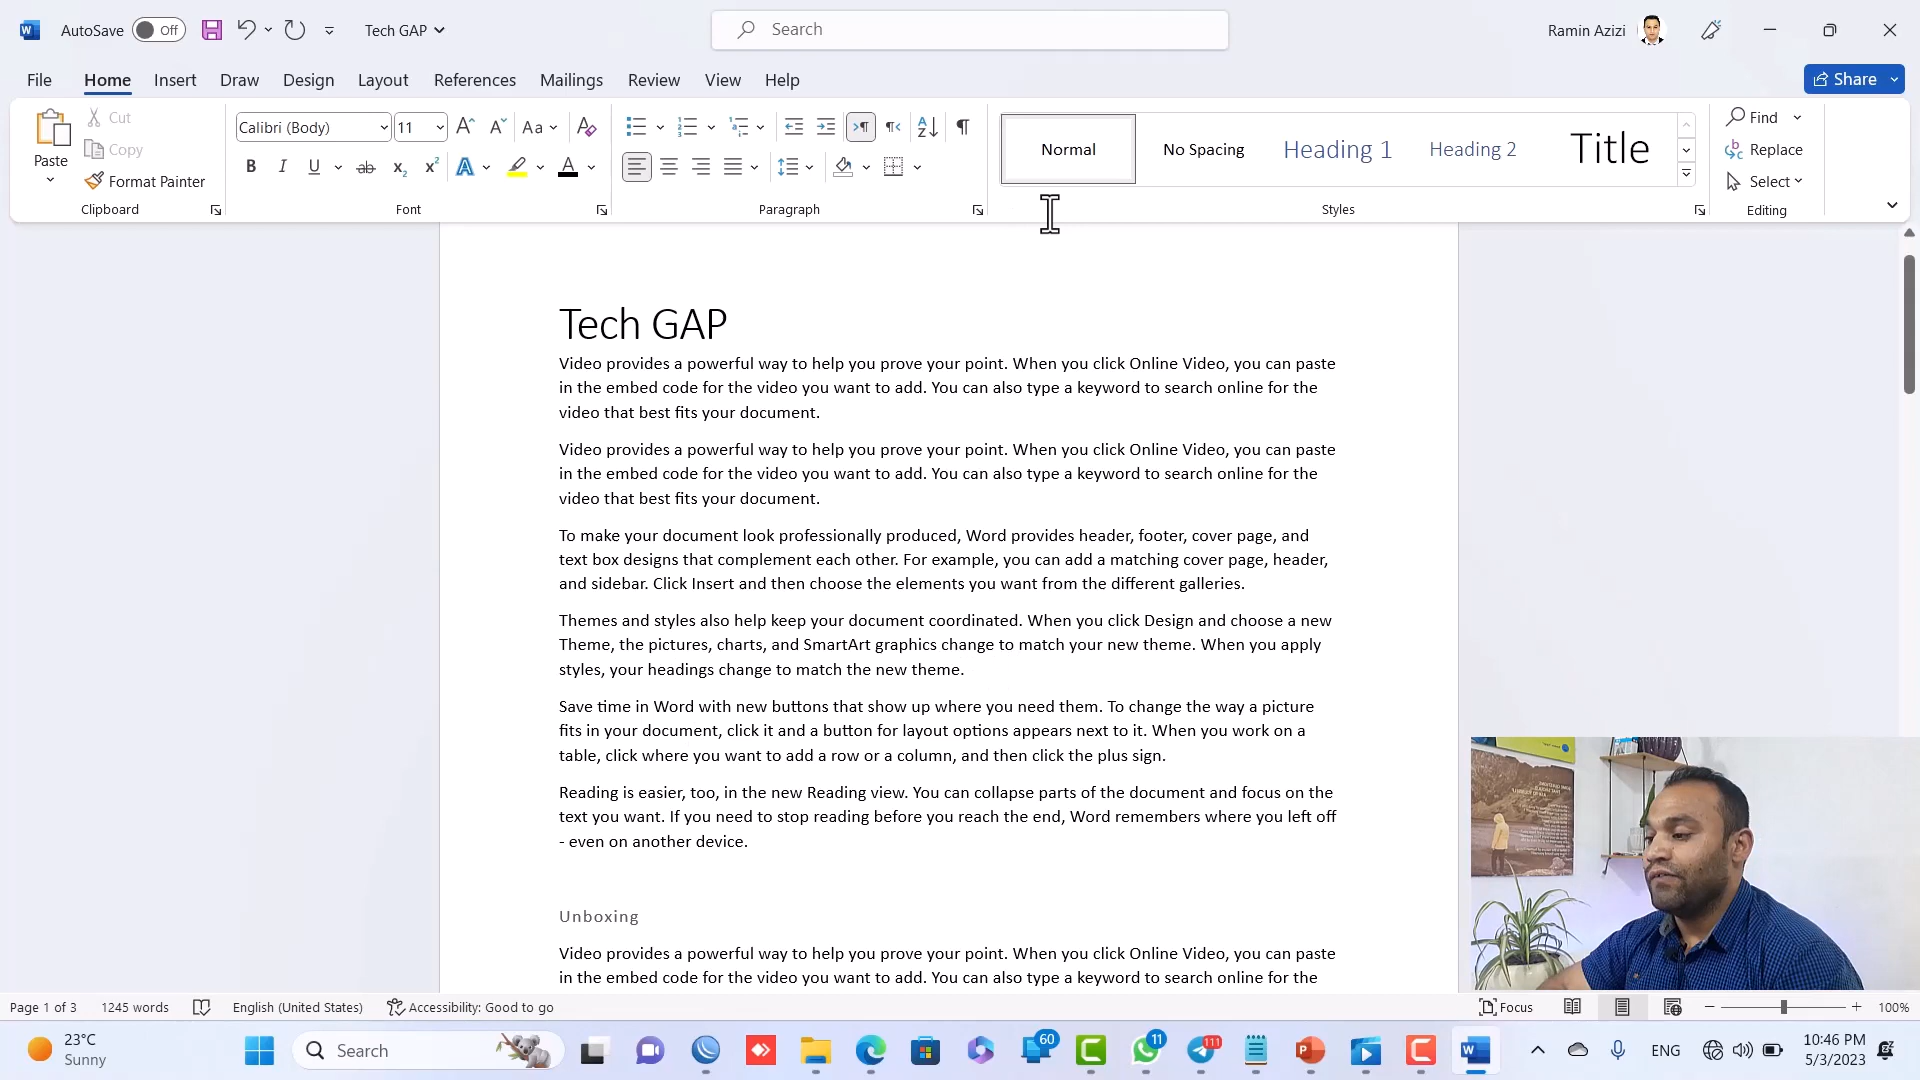 AutoSave Off Tech GAP Search Ramin Azizi
File Home Insert Draw Design Layout References Mailings Review View Help Share
Paste Cut Copy Format Painter Clipboard
Calibri (Body) 11 Aa
B I U ab x₂ x² A A Font
Paragraph
Normal No Spacing Heading 1 Heading 2 Title
Styles
Find
Replace
Select
Editing
Tech GAP
Video provides a powerful way to help you prove your point. When you click Online Video, you can paste
in the embed code for the video you want to add. You can also type a keyword to search online for the
video that best fits your document.
Video provides a powerful way to help you prove your point. When you click Online Video, you can paste
in the embed code for the video you want to add. You can also type a keyword to search online for the
video that best fits your document.
To make your document look professionally produced, Word provides header, footer, cover page, and
text box designs that complement each other. For example, you can add a matching cover page, header,
and sidebar. Click Insert and then choose the elements you want from the different galleries.
Themes and styles also help keep your document coordinated. When you click Design and choose a new
Theme, the pictures, charts, and SmartArt graphics change to match your new theme. When you apply
styles, your headings change to match the new theme.
Save time in Word with new buttons that show up where you need them. To change the way a picture
fits in your document, click it and a button for layout options appears next to it. When you work on a
table, click where you want to add a row or a column, and then click the plus sign.
Reading is easier, too, in the new Reading view. You can collapse parts of the document and focus on the
text you want. If you need to stop reading before you reach the end, Word remembers where you left off
- even on another device.
Unboxing
Video provides a powerful way to help you prove your point. When you click Online Video, you can paste
in the embed code for the video you want to add. You can also type a keyword to search online for the
Page 1 of 3 1245 words English (United States) Accessibility: Good to go Focus 100%
23°C
Sunny
Search
60 11 111
ENG
10:46 PM
5/3/2023